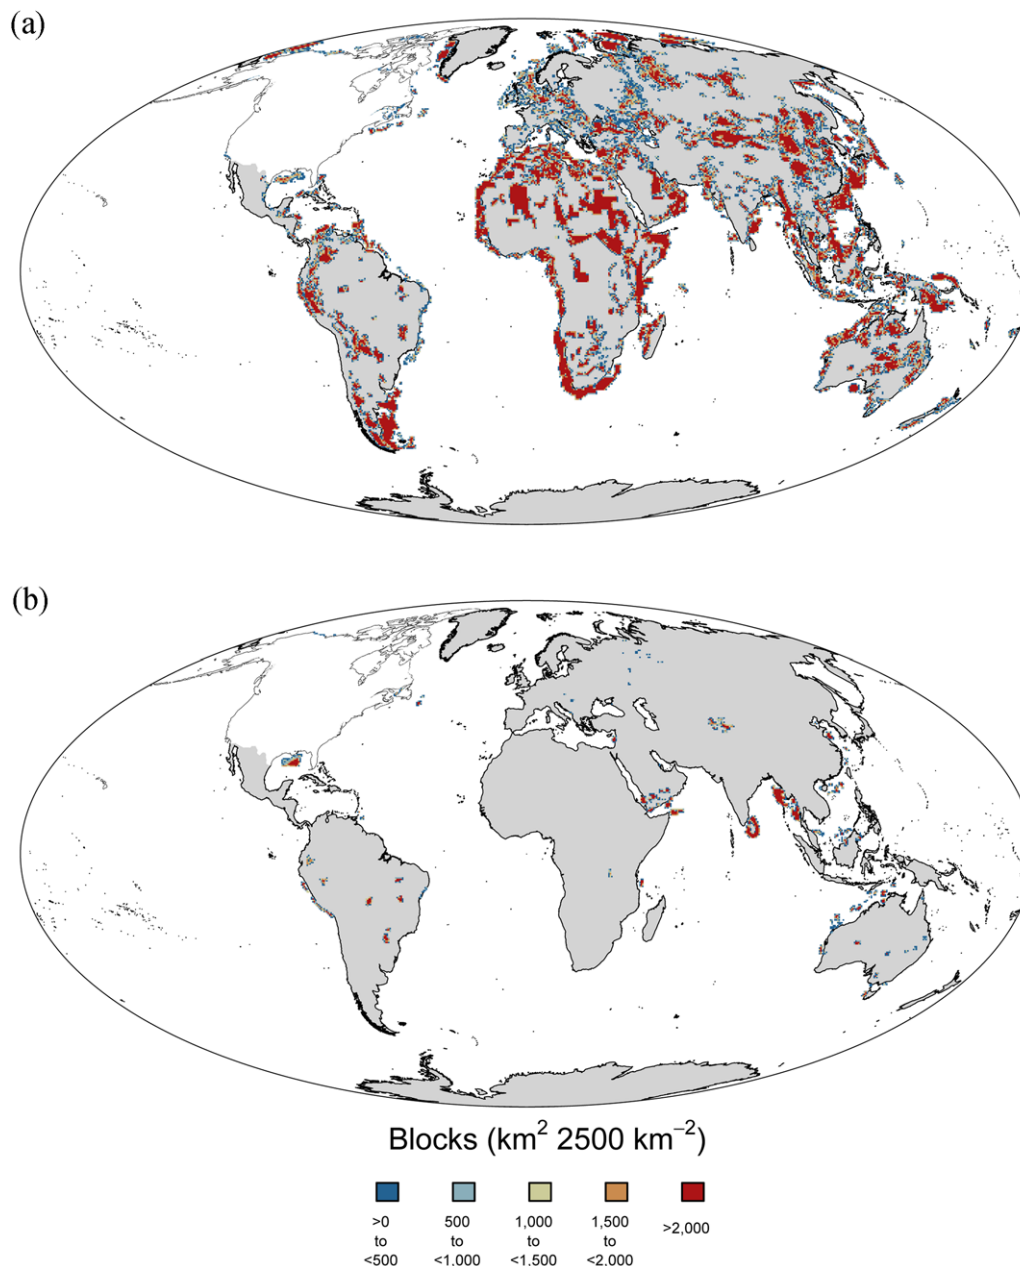 (a)
(b)
Blocks (km² 2500 km⁻²)
>0 500 1,000 1,500 >2,000
to to to to
<500 <1.000 <1.500 <2.000